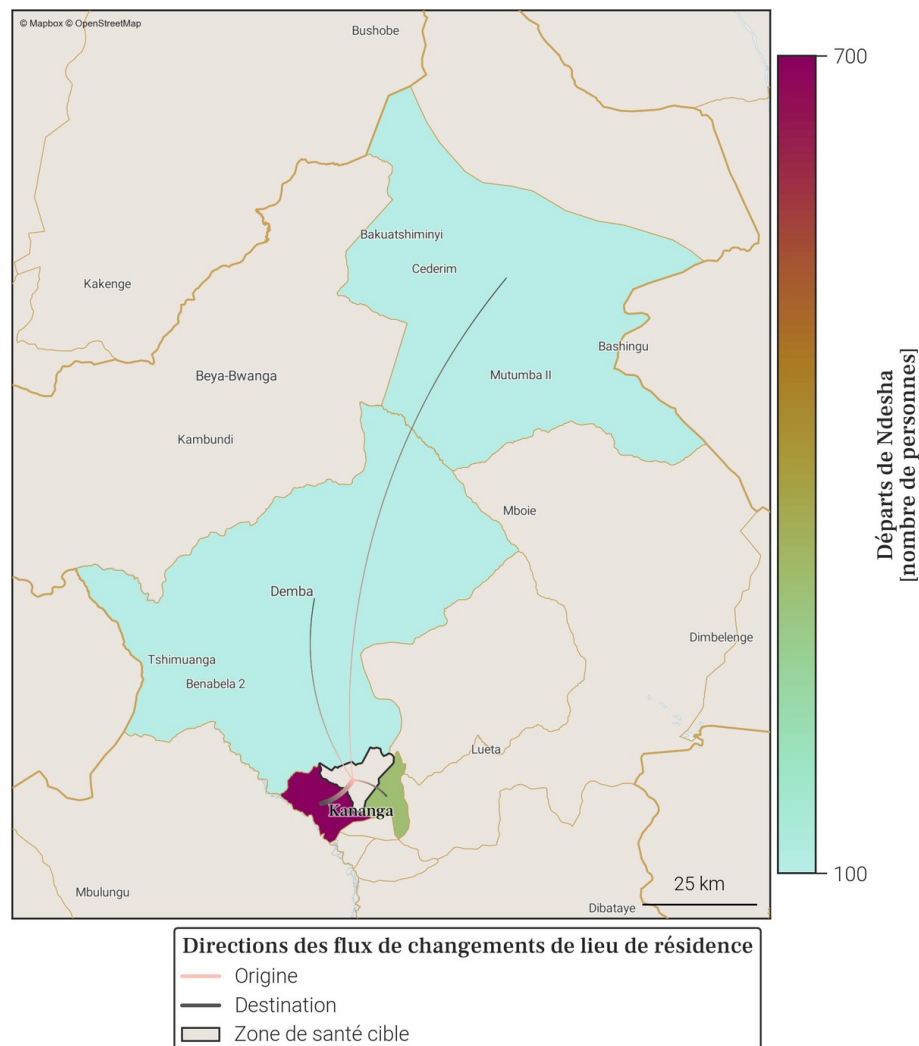 © Mapbox © OpenStreetMap
Bushobe
700
Bakuatshiminyi
Cederim
Kakenge
Bashingu
Beya-Bwanga
Mutumba II
Kambundi
Mboie
Départs de Ndesha
[nombre de personnes]
Demba
Dimbelenge
Tshimuanga
Benabela 2
Lueta
Kananga
100
25 km
Mbulungu
Dibataye
Directions des flux de changements de lieu de résidence
Origine
Destination
Zone de santé cible